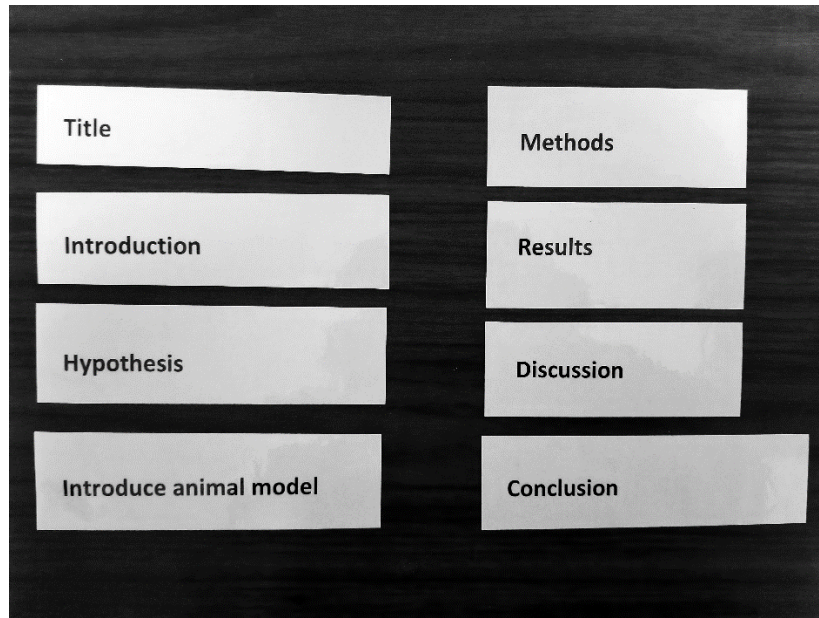 Title
Introduction
Hypothesis
Introduce animal model
Methods
Results
Discussion
Conclusion